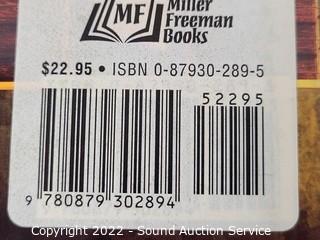 MF
Miller
Freeman
Books
$22.95 • ISBN 0-87930-289-5
52295
9 780879 302894
Copyright 2022 - Sound Auction Service